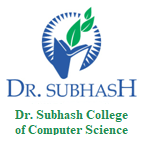 DR. SUBHASH
Dr. Subhash College
of Computer Science